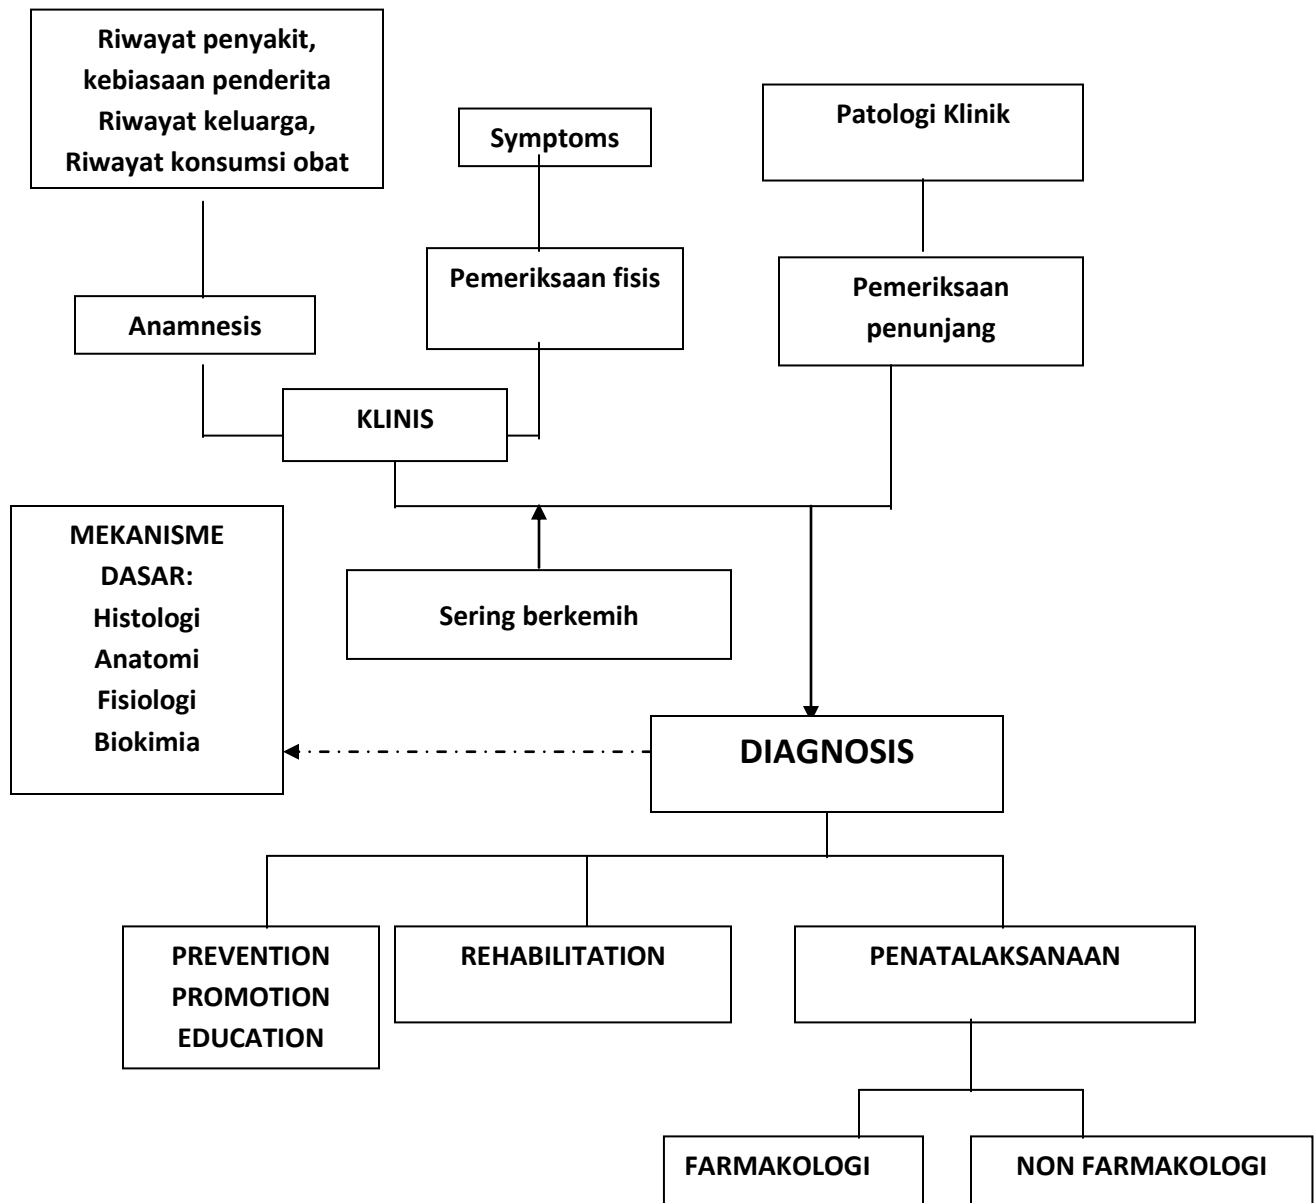 Riwayat penyakit,
kebiasaan penderita
Riwayat keluarga,
Riwayat konsumsi obat
Symptoms
Patologi Klinik
Anamnesis
Pemeriksaan fisis
Pemeriksaan
penunjang
KLINIS
MEKANISME
DASAR:
Histologi
Anatomi
Fisiologi
Biokimia
Sering berkemih
DIAGNOSIS
PREVENTION
PROMOTION
EDUCATION
REHABILITATION
PENATALAKSANAAN
FARMAKOLOGI
NON FARMAKOLOGI